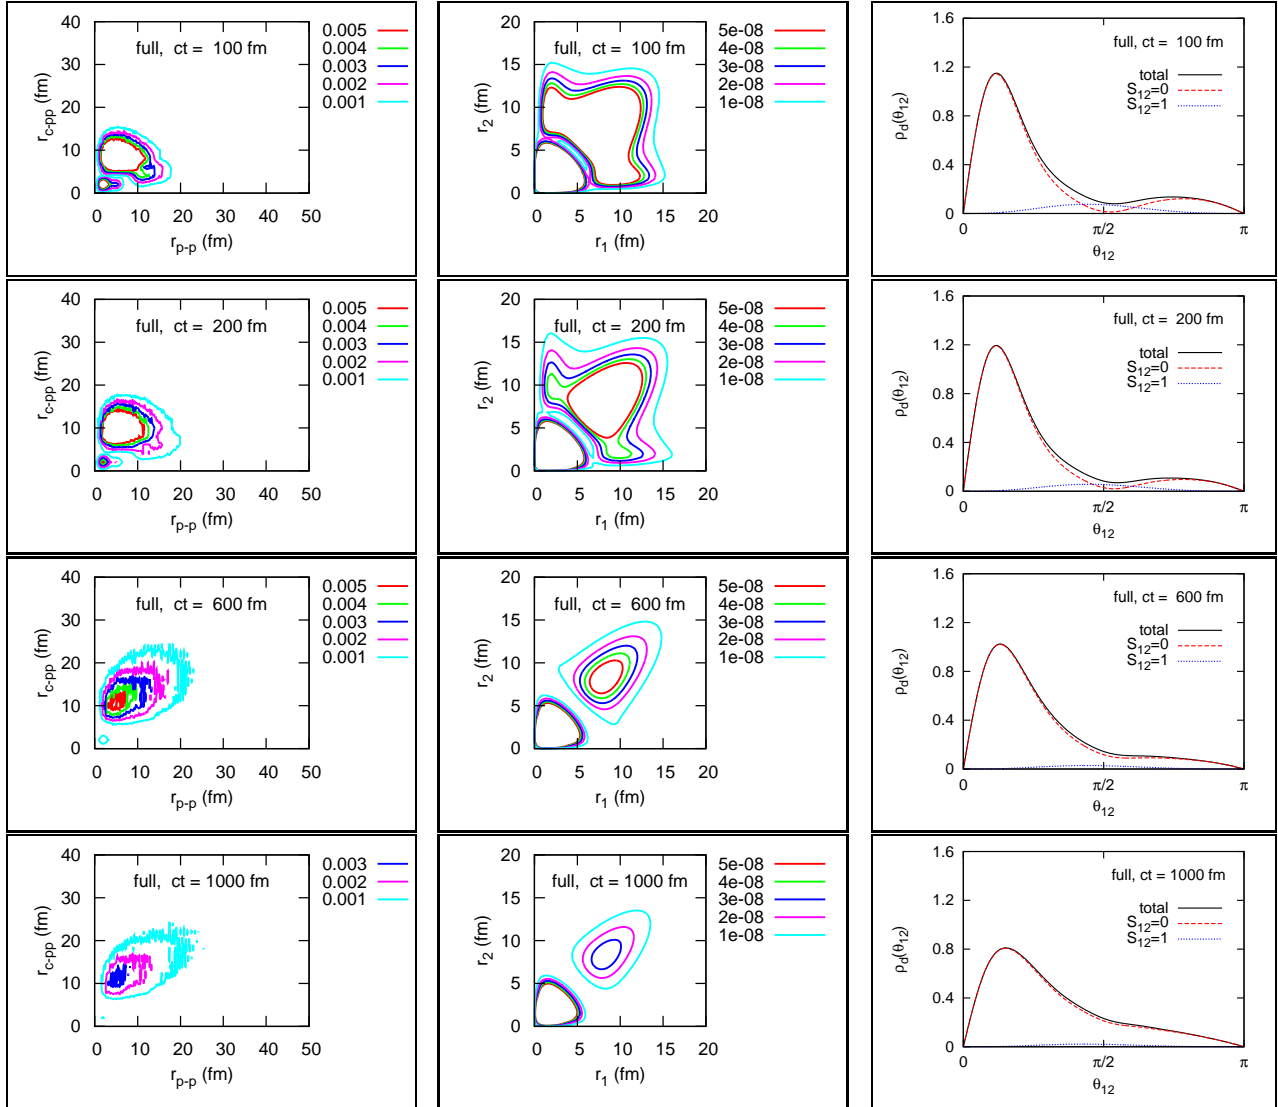 full, ct = 100 fm
0.005
0.004
0.003
0.002
0.001
40
30
20
10
0
r_c-pp (fm)
0 10 20 30 40 50
r_p-p (fm)
full, ct = 100 fm
5e-08
4e-08
3e-08
2e-08
1e-08
20
15
10
5
0
r_2 (fm)
0 5 10 15 20
r_1 (fm)
full, ct = 100 fm
total
S_12=0
S_12=1
1.6
1.2
0.8
0.4
0
ρ_d(θ_12)
0 π/2 π
θ_12
full, ct = 200 fm
0.005
0.004
0.003
0.002
0.001
40
30
20
10
0
r_c-pp (fm)
0 10 20 30 40 50
r_p-p (fm)
full, ct = 200 fm
5e-08
4e-08
3e-08
2e-08
1e-08
20
15
10
5
0
r_2 (fm)
0 5 10 15 20
r_1 (fm)
full, ct = 200 fm
total
S_12=0
S_12=1
1.6
1.2
0.8
0.4
0
ρ_d(θ_12)
0 π/2 π
θ_12
full, ct = 600 fm
0.005
0.004
0.003
0.002
0.001
40
30
20
10
0
r_c-pp (fm)
0 10 20 30 40 50
r_p-p (fm)
full, ct = 600 fm
5e-08
4e-08
3e-08
2e-08
1e-08
20
15
10
5
0
r_2 (fm)
0 5 10 15 20
r_1 (fm)
full, ct = 600 fm
total
S_12=0
S_12=1
1.6
1.2
0.8
0.4
0
ρ_d(θ_12)
0 π/2 π
θ_12
full, ct = 1000 fm
0.003
0.002
0.001
40
30
20
10
0
r_c-pp (fm)
0 10 20 30 40 50
r_p-p (fm)
full, ct = 1000 fm
5e-08
4e-08
3e-08
2e-08
1e-08
20
15
10
5
0
r_2 (fm)
0 5 10 15 20
r_1 (fm)
full, ct = 1000 fm
total
S_12=0
S_12=1
1.6
1.2
0.8
0.4
0
ρ_d(θ_12)
0 π/2 π
θ_12